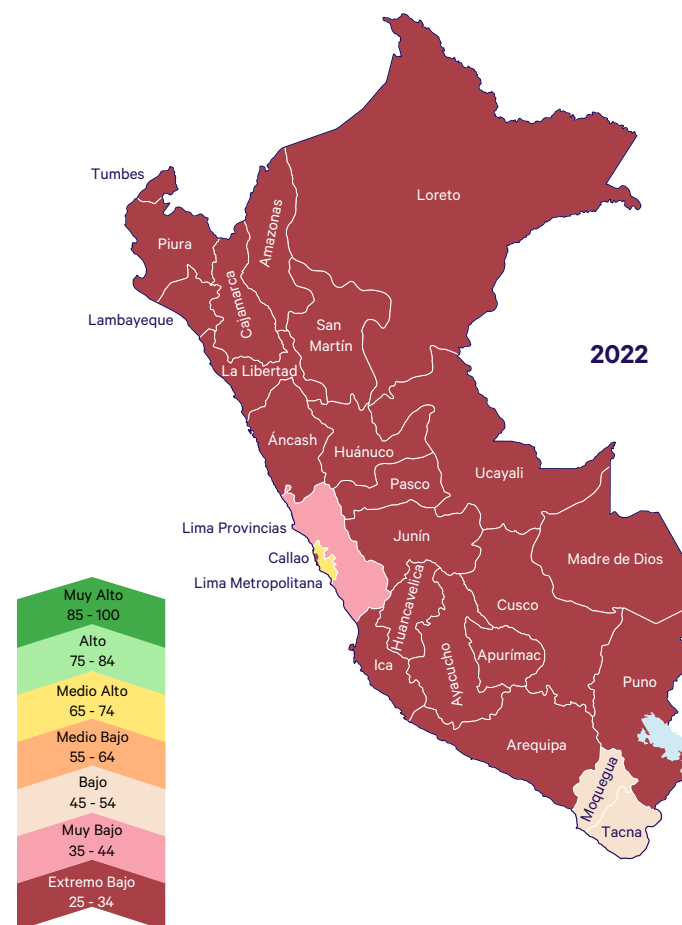 Tumbes
Loreto
Amazonas
Piura
Cajamarca
Lambayeque
San
Martín
2022
La Libertad
Áncash
Huánuco
Ucayali
Pasco
Lima Provincias
Junín
Callao
Madre de Dios
Lima Metropolitana
Huancavelica
Cusco
Ica
Ayacucho
Apurímac
Puno
Arequipa
Moquegua
Tacna
Muy Alto
85 - 100
Alto
75 - 84
Medio Alto
65 - 74
Medio Bajo
55 - 64
Bajo
45 - 54
Muy Bajo
35 - 44
Extremo Bajo
25 - 34